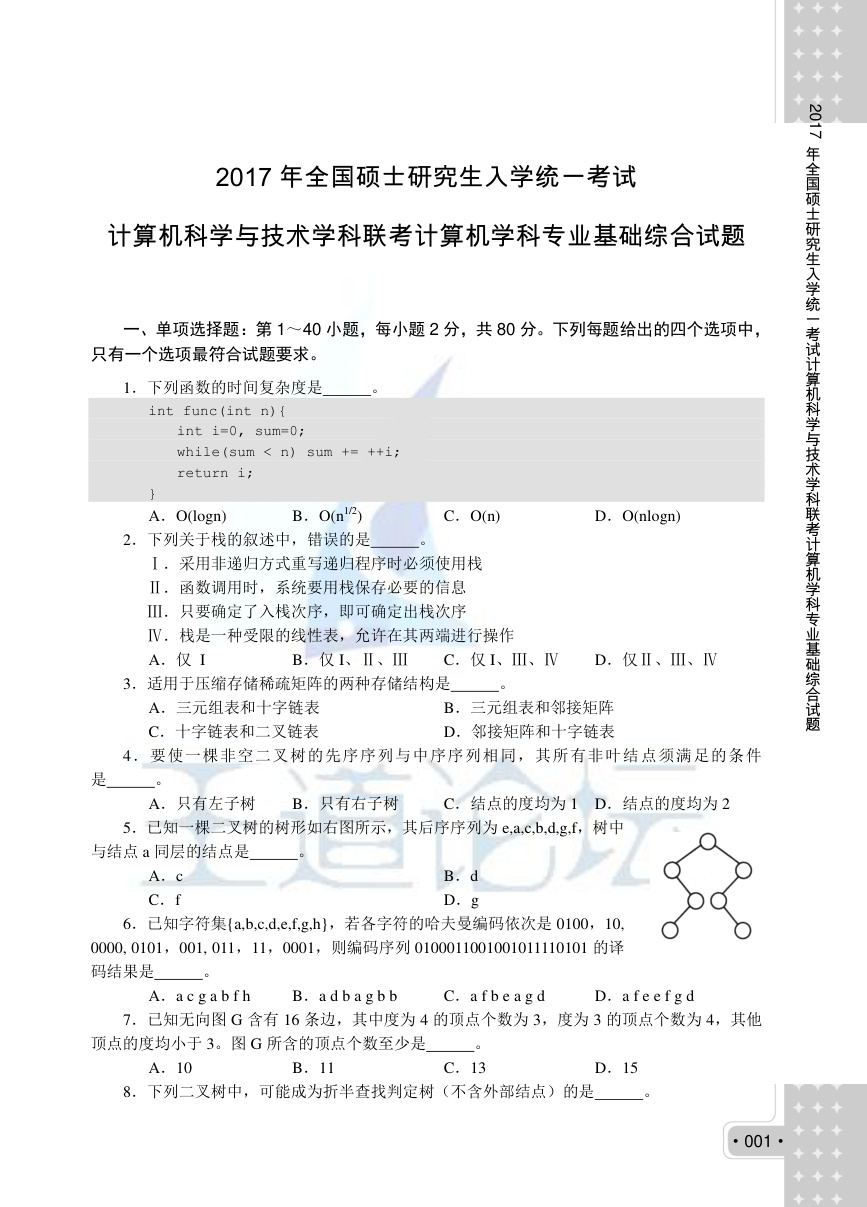 2017 年全国硕士研究生入学统一考试
计算机科学与技术学科联考计算机学科专业基础综合试题
一、单项选择题：第 1～40 小题，每小题 2 分，共 80 分。下列每题给出的四个选项中，
只有一个选项最符合试题要求。
1．下列函数的时间复杂度是______。
int func(int n){
int i=0, sum=0;
while(sum < n) sum += ++i;
return i;
}
A．O(logn) B．O(n1/2) C．O(n) D．O(nlogn)
2．下列关于栈的叙述中，错误的是______。
Ⅰ．采用非递归方式重写递归程序时必须使用栈
Ⅱ．函数调用时，系统要用栈保存必要的信息
Ⅲ．只要确定了入栈次序，即可确定出栈次序
Ⅳ．栈是一种受限的线性表，允许在其两端进行操作
A．仅 I B．仅 I、Ⅱ、Ⅲ C．仅 I、Ⅲ、Ⅳ D．仅Ⅱ、Ⅲ、Ⅳ
3．适用于压缩存储稀疏矩阵的两种存储结构是______。
A．三元组表和十字链表 B．三元组表和邻接矩阵
C．十字链表和二叉链表 D．邻接矩阵和十字链表
4．要使一棵非空二叉树的先序序列与中序序列相同，其所有非叶结点须满足的条件
是______。
A．只有左子树 B．只有右子树 C．结点的度均为 1 D．结点的度均为 2
5．已知一棵二叉树的树形如右图所示，其后序序列为 e,a,c,b,d,g,f，树中
与结点 a 同层的结点是______。
A．c B．d
C．f D．g
6．已知字符集{a,b,c,d,e,f,g,h}，若各字符的哈夫曼编码依次是 0100，10,
0000, 0101，001, 011，11，0001，则编码序列 0100011001001011110101 的译
码结果是______。
A．a c g a b f h B．a d b a g b b C．a f b e a g d D．a f e e f g d
7．已知无向图 G 含有 16 条边，其中度为 4 的顶点个数为 3，度为 3 的顶点个数为 4，其他
顶点的度均小于 3。图 G 所含的顶点个数至少是______。
A．10 B．11 C．13 D．15
8．下列二叉树中，可能成为折半查找判定树（不含外部结点）的是______。
王道论坛
2017 年全国硕士研究生入学统一考试计算机科学与技术学科联考计算机学科专业基础综合试题
·001·